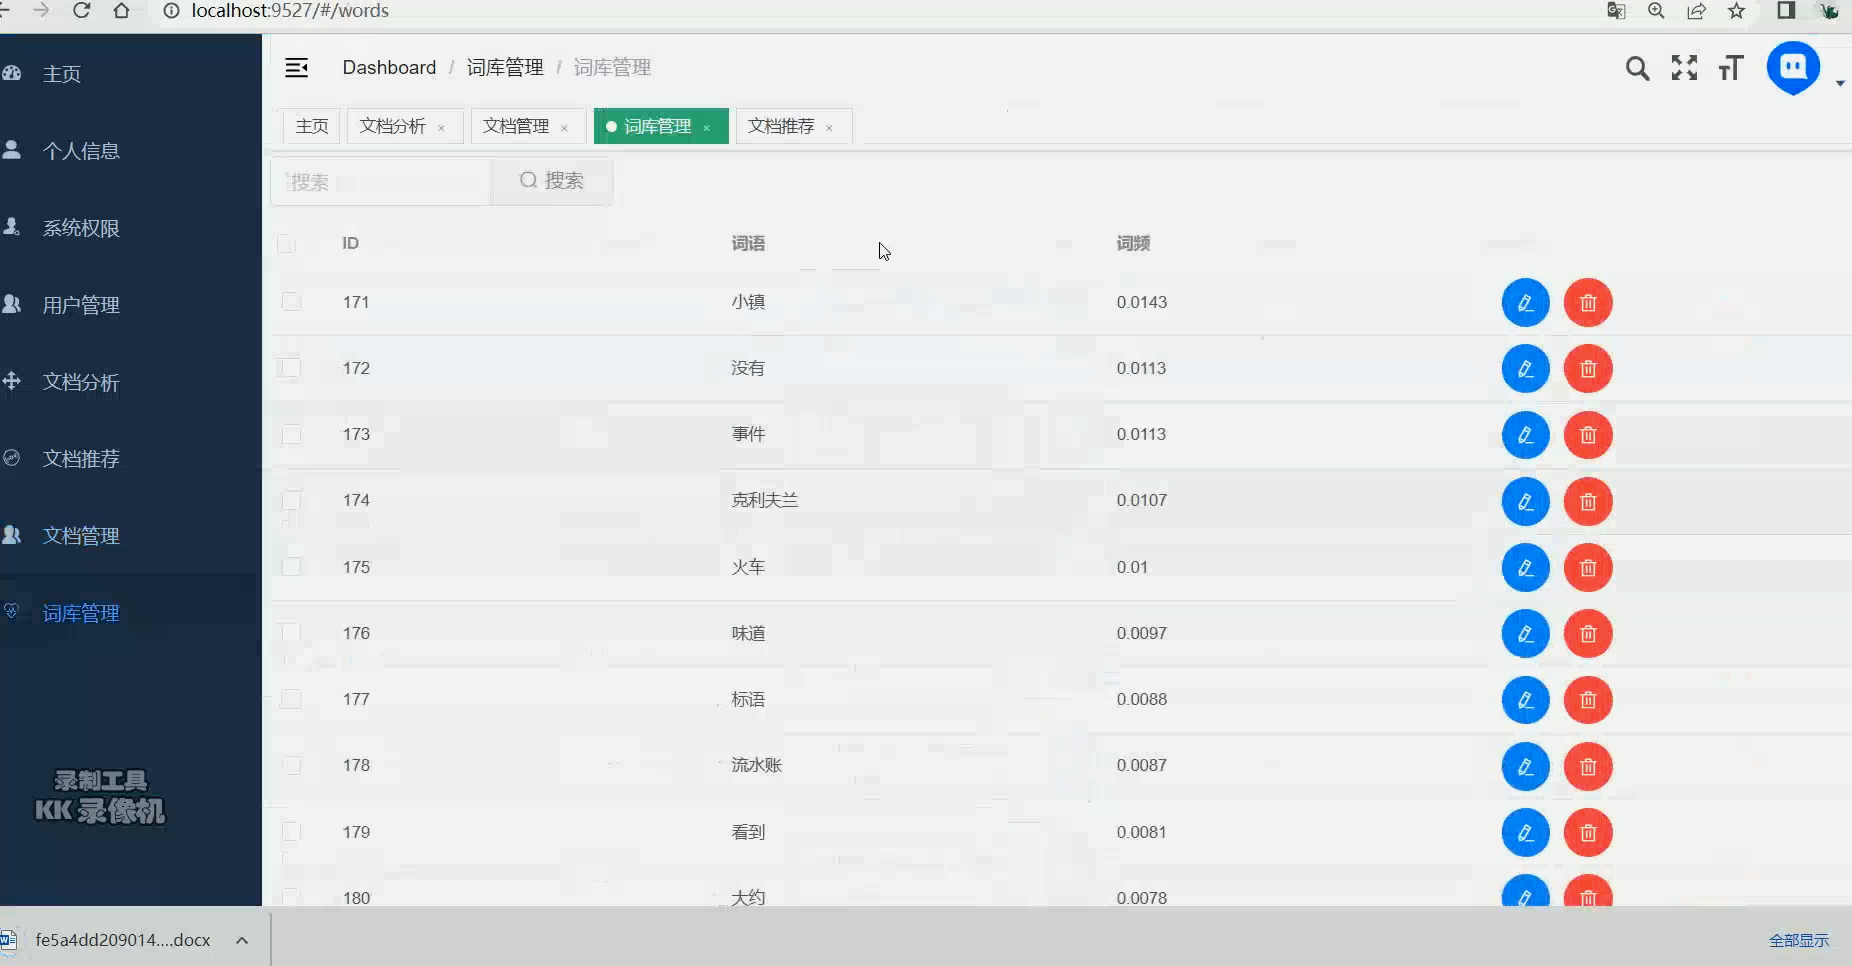 localhost:9527/#/words
主页
个人信息
系统权限
用户管理
文档分析
文档推荐
文档管理
词库管理
录制工具
KK 录像机
Dashboard / 词库管理 / 词库管理
主页 文档分析 × 文档管理 × 词库管理 × 文档推荐 ×
搜索 搜索
ID 词语 词频
171 小镇 0.0143
172 没有 0.0113
173 事件 0.0113
174 克利夫兰 0.0107
175 火车 0.01
176 味道 0.0097
177 标语 0.0088
178 流水账 0.0087
179 看到 0.0081
180 大约 0.0078
fe5a4dd209014....docx
全部显示